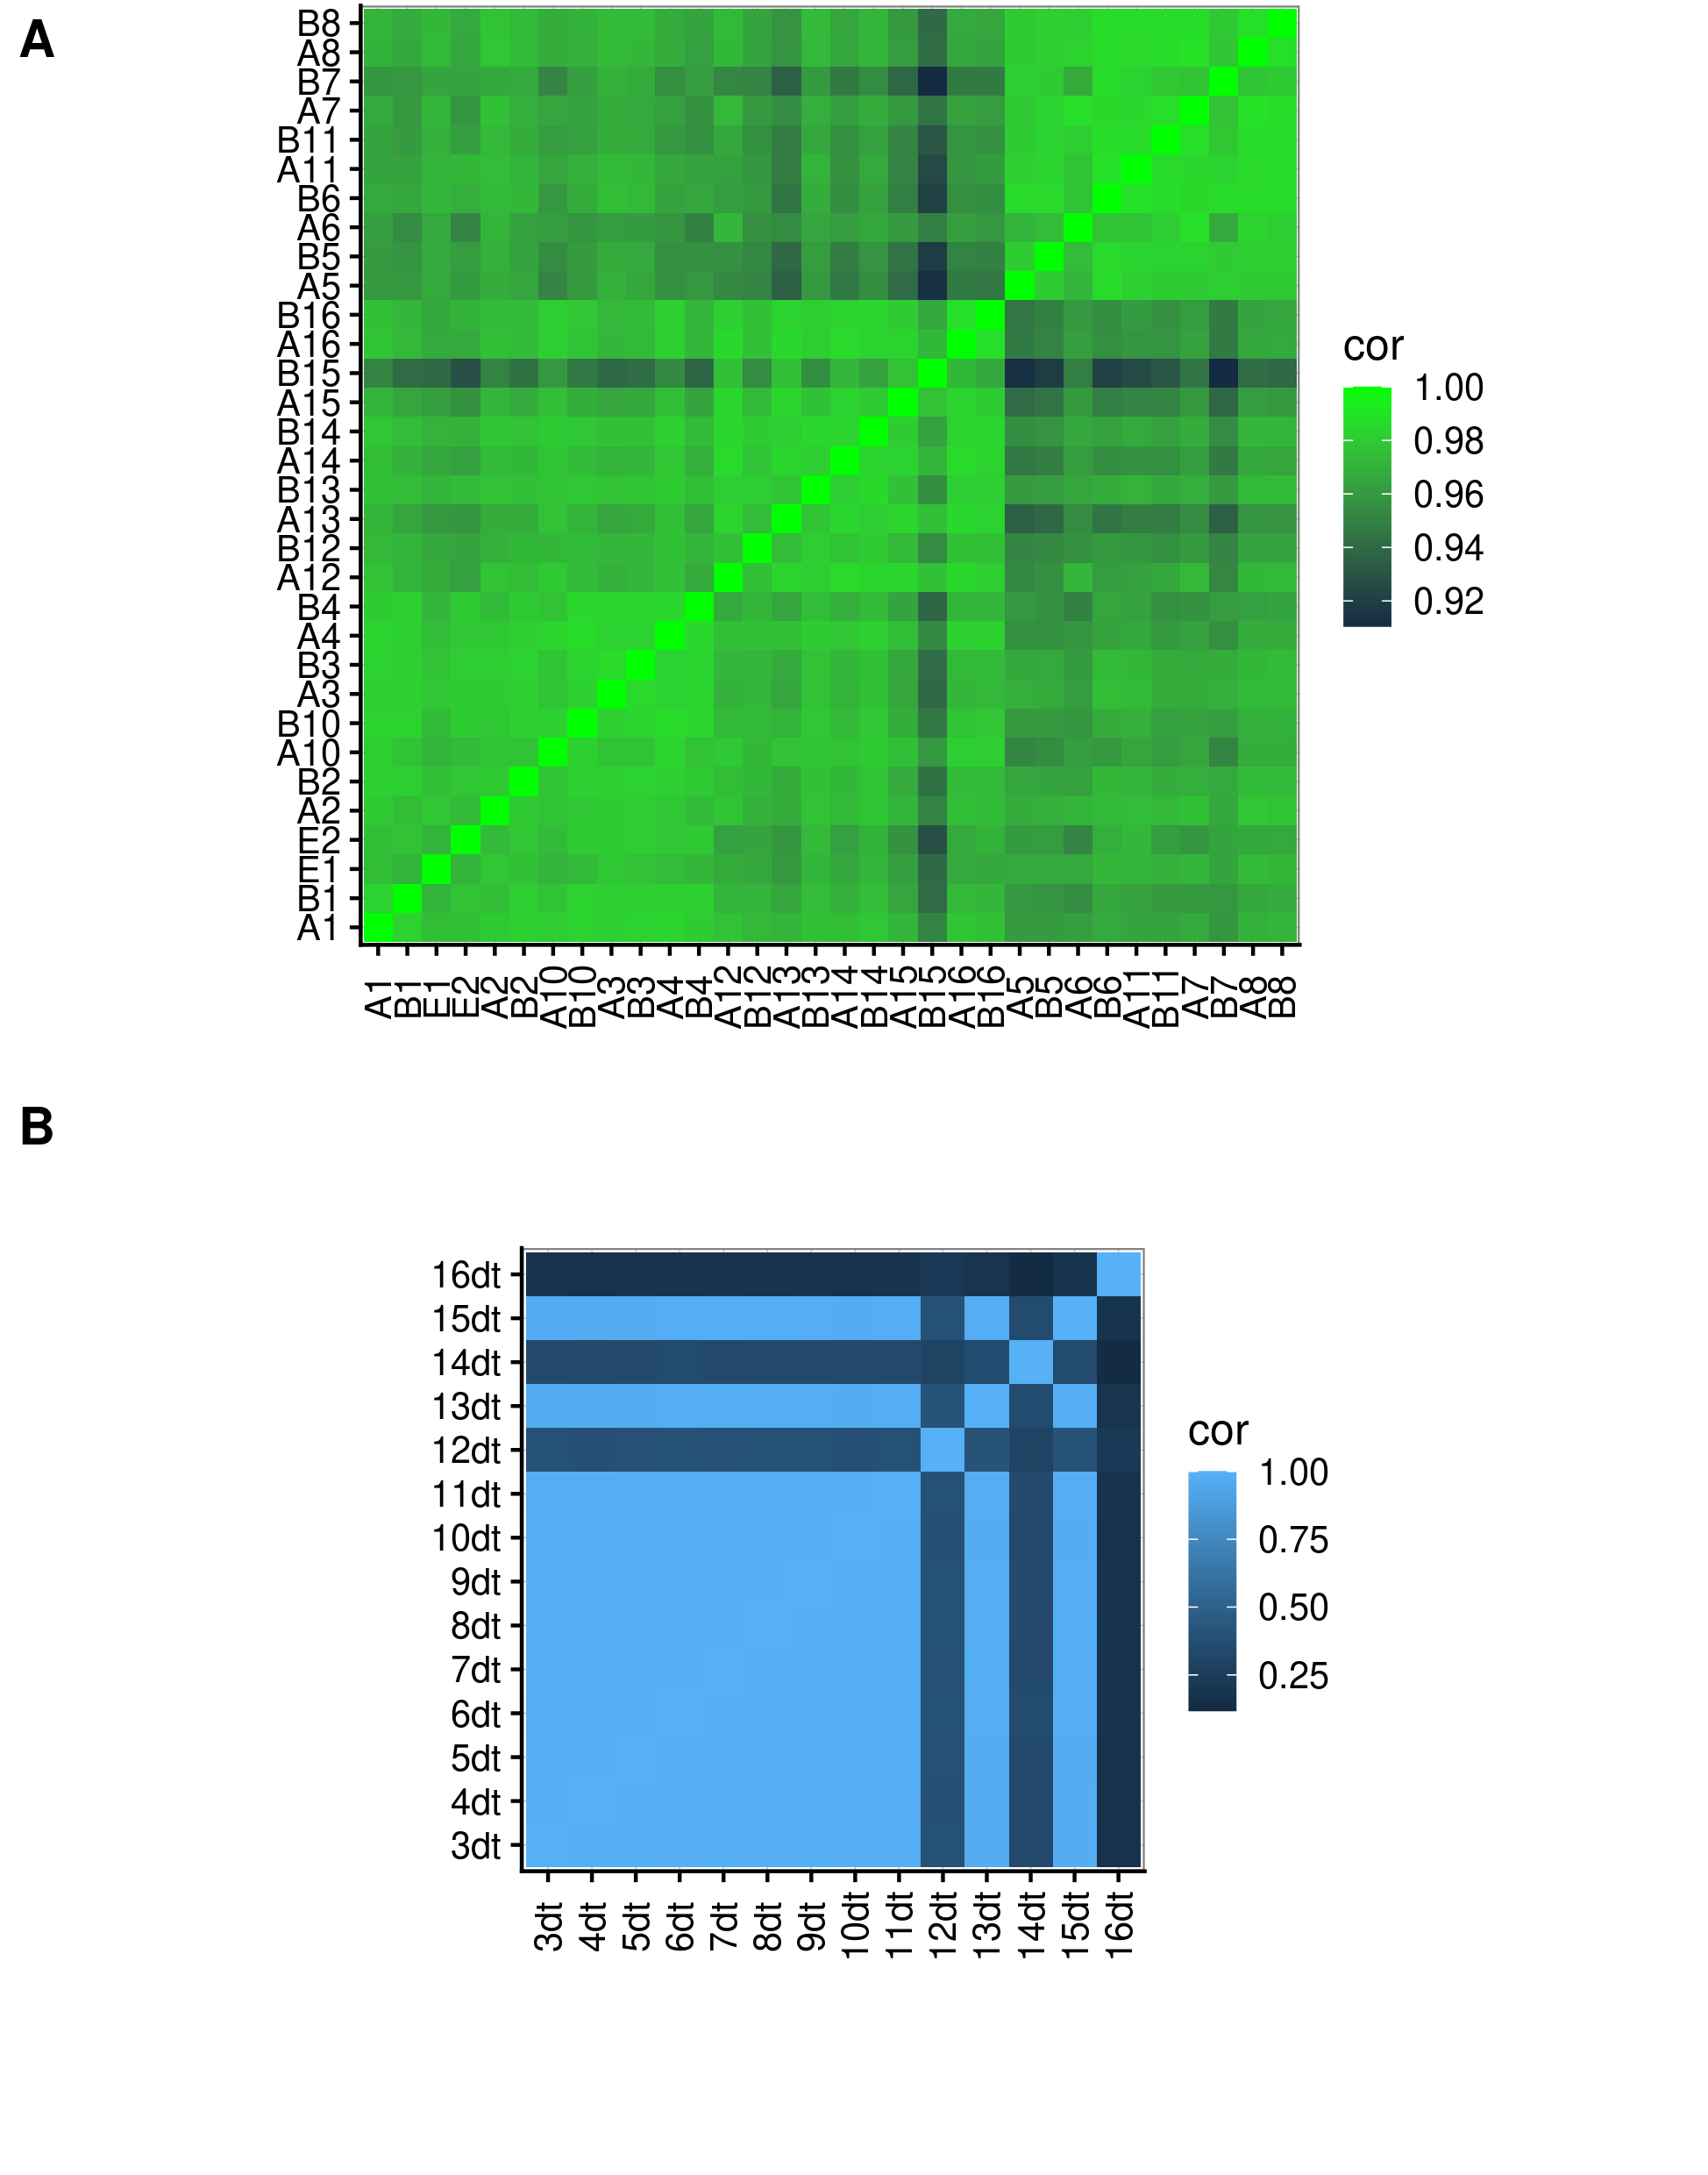 A
B8
A8
B7
A7
B11
A11
B6
A6
B5
A5
B16
A16
B15
A15
B14
A14
B13
A13
B12
A12
B4
A4
B3
A3
B10
A10
B2
A2
E2
E1
B1
A1
A1 B1 E1 E2 A2 B2 A10 B10 A3 B3 A4 B4 A12 B12 A13 B13 A14 B14 A15 B15 A16 B16 A5 B5 A6 B6 A11 B11 A7 B7 A8 B8
cor
1.00
0.98
0.96
0.94
0.92
B
16dt
15dt
14dt
13dt
12dt
11dt
10dt
9dt
8dt
7dt
6dt
5dt
4dt
3dt
3dt 4dt 5dt 6dt 7dt 8dt 9dt 10dt 11dt 12dt 13dt 14dt 15dt 16dt
cor
1.00
0.75
0.50
0.25